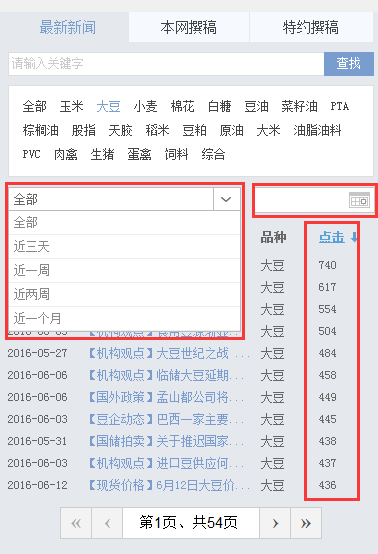 最新新闻 本网撰稿 特约撰稿
请输入关键字 查找
全部 玉米 大豆 小麦 棉花 白糖 豆油 菜籽油 PTA
棕榈油 股指 天胶 稻米 豆粕 原油 大米 油脂油料
PVC 肉禽 生猪 蛋禽 饲料 综合
全部
全部
近三天
近一周
近两周
近一个月
品种 点击
大豆 740
大豆 617
大豆 554
大豆 504
2016-05-27 【机构观点】大豆世纪之战 ... 大豆 484
2016-06-06 【机构观点】临储大豆延期... 大豆 458
2016-06-06 【国外政策】孟山都公司将... 大豆 449
2016-06-03 【豆企动态】巴西一家主要... 大豆 445
2016-05-31 【国储拍卖】关于推迟国家... 大豆 438
2016-06-03 【机构观点】进口豆供应何... 大豆 437
2016-06-12 【现货价格】6月12日大豆价... 大豆 436
« ‹ 第1页、共54页 › »